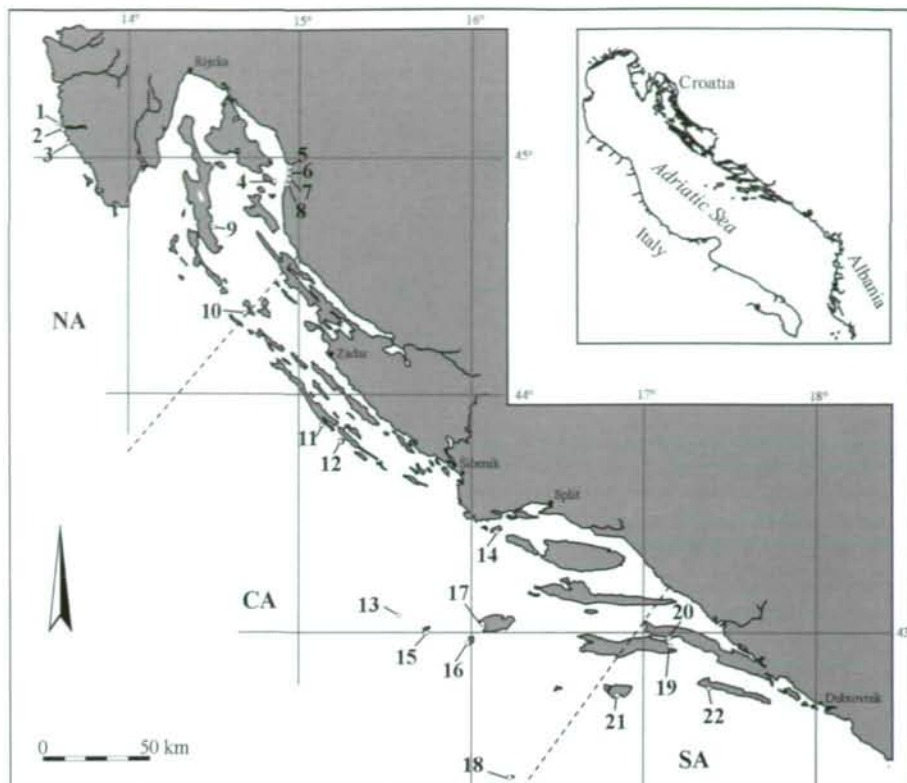 14°
15°
16°
Rijeka
Croatia
Adriatic Sea
Italy
Albania
1
2
3
45°
5
6
4
7
8
9
10
NA
Zadar
17°
18°
44°
11
12
Šibenik
Split
14
CA
13
17
20
43
15
16
19
21
22
Dubrovnik
0 50 km
18
SA